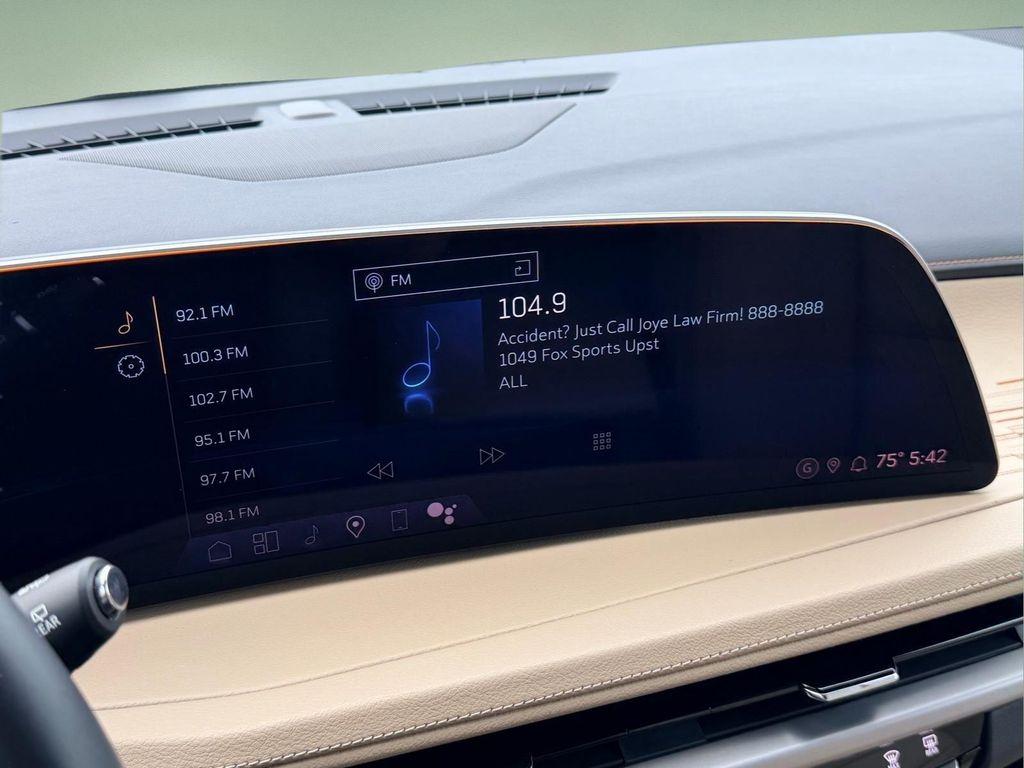 FM
92.1 FM
100.3 FM
102.7 FM
95.1 FM
97.7 FM
98.1 FM
104.9
Accident? Just Call Joye Law Firm! 888-8888
1049 Fox Sports Upst
ALL
G
75° 5:42
REAR